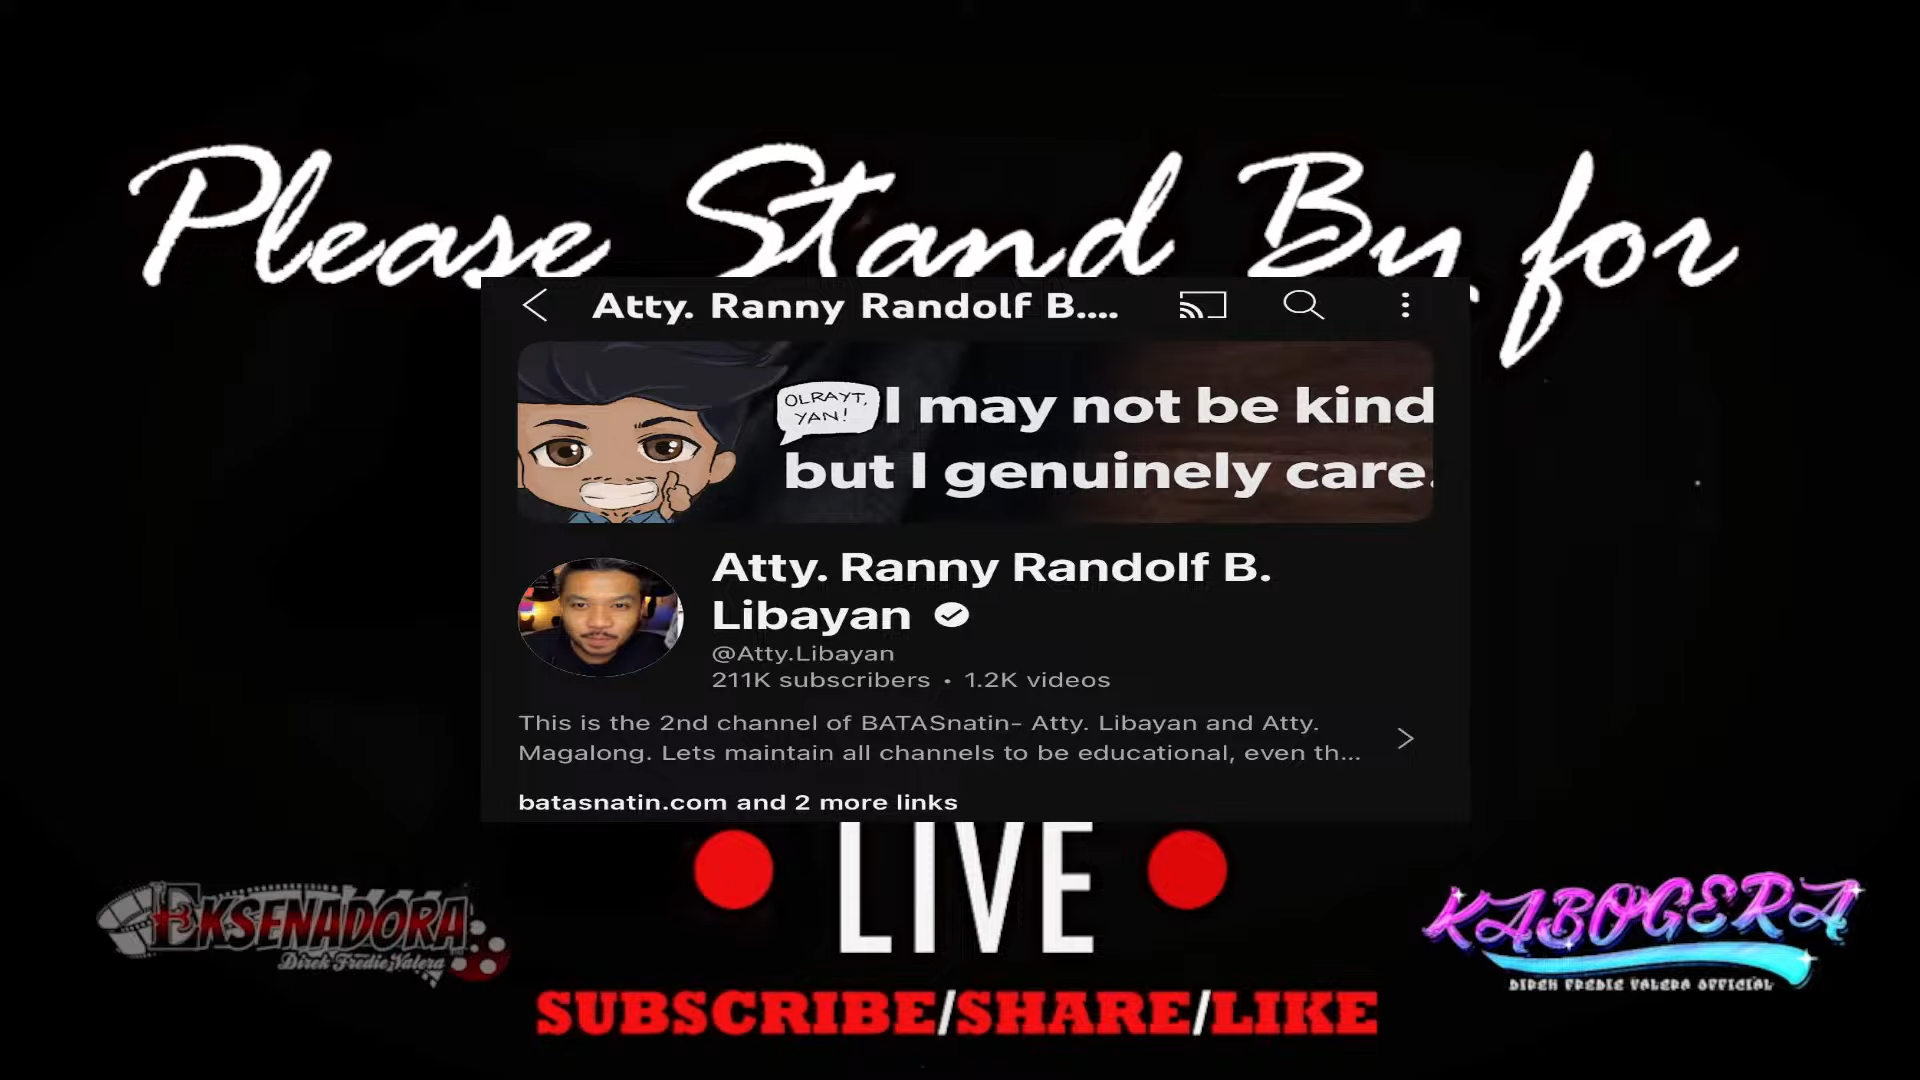 Please Stand By for
Atty. Ranny Randolf B....
OLRAYT,
YAN!
I may not be kind
but I genuinely care.
Atty. Ranny Randolf B.
Libayan
@Atty.Libayan
211K subscribers • 1.2K videos
This is the 2nd channel of BATASnatin- Atty. Libayan and Atty.
Magalong. Lets maintain all channels to be educational, even th...
batasnatin.com and 2 more links
LIVE
EKSENADORA
Direk Fredie Valera
KABOGERA
DIREK FREDIE VALERA OFFICIAL
SUBSCRIBE/SHARE/LIKE